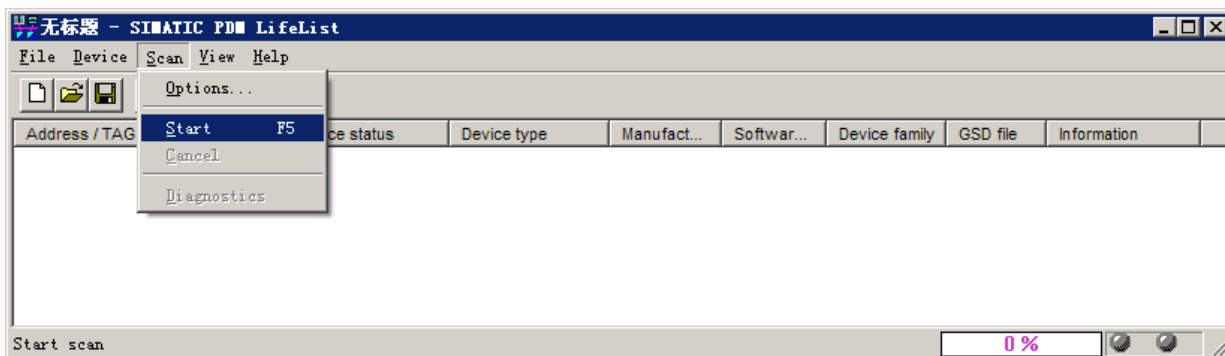 无标题 - SIMATIC PDM LifeList
File Device Scan View Help
Options...
Start F5
Cancel
Diagnostics
Address / TAG ce status Device type Manufact... Softwar... Device family GSD file Information
Start scan 0 %